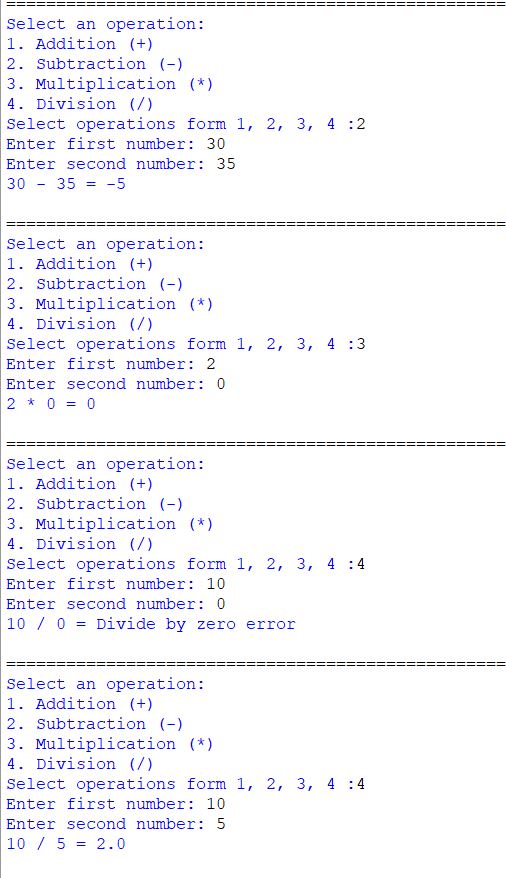 ==================================================
Select an operation:
1. Addition (+)
2. Subtraction (-)
3. Multiplication (*)
4. Division (/)
Select operations form 1, 2, 3, 4 :2
Enter first number: 30
Enter second number: 35
30 - 35 = -5
==================================================
Select an operation:
1. Addition (+)
2. Subtraction (-)
3. Multiplication (*)
4. Division (/)
Select operations form 1, 2, 3, 4 :3
Enter first number: 2
Enter second number: 0
2 * 0 = 0
==================================================
Select an operation:
1. Addition (+)
2. Subtraction (-)
3. Multiplication (*)
4. Division (/)
Select operations form 1, 2, 3, 4 :4
Enter first number: 10
Enter second number: 0
10 / 0 = Divide by zero error
==================================================
Select an operation:
1. Addition (+)
2. Subtraction (-)
3. Multiplication (*)
4. Division (/)
Select operations form 1, 2, 3, 4 :4
Enter first number: 10
Enter second number: 5
10 / 5 = 2.0